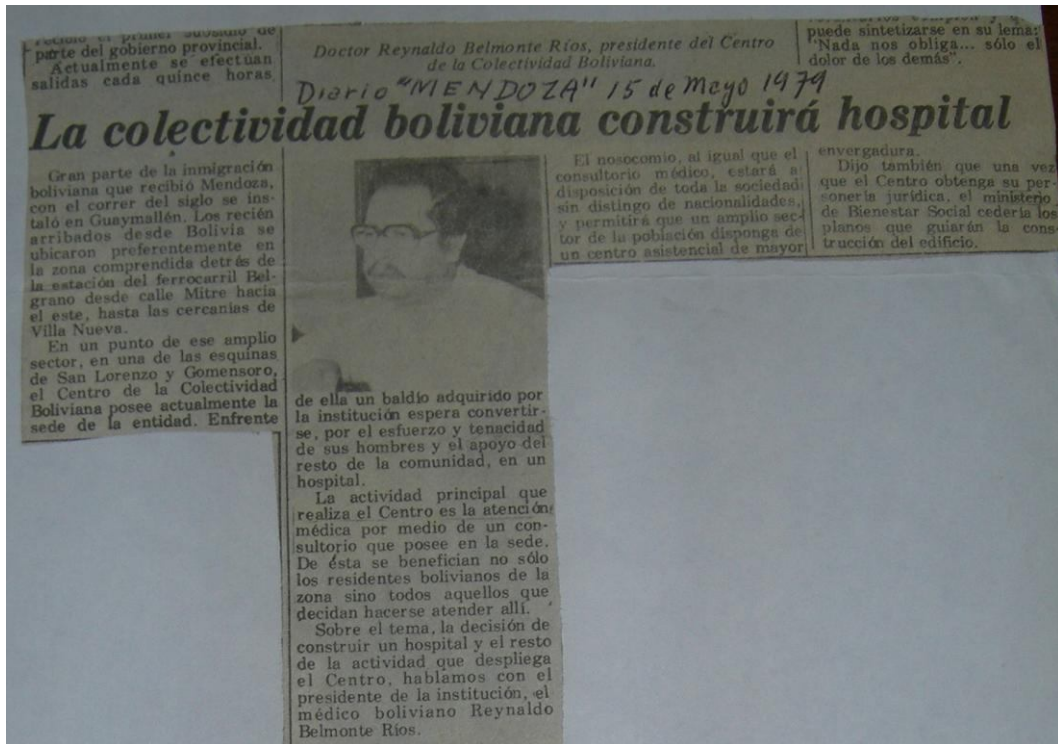 parte del gobierno provincial.
Actualmente se efectúan
salidas cada quince horas
Doctor Reynaldo Belmonte Ríos, presidente del Centro
de la Colectividad Boliviana.
puede sintetizarse en su lema:
"Nada nos obliga... sólo el
dolor de los demás".
Diario "MENDOZA" 15 de Mayo 1979
La colectividad boliviana construirá hospital
Gran parte de la inmigración
boliviana que recibió Mendoza,
con el correr del siglo se ins-
taló en Guaymallén. Los recién
arribados desde Bolivia se
ubicaron preferentemente en
la zona comprendida detrás de
la estación del ferrocarril Bel-
grano desde calle Mitre hacia
el este, hasta las cercanías de
Villa Nueva.
En un punto de ese amplio
sector, en una de las esquinas
de San Lorenzo y Gomensoro,
el Centro de la Colectividad
Boliviana posee actualmente la
sede de la entidad. Enfrente
de ella un baldío adquirido por
la institución espera convertir-
se, por el esfuerzo y tenacidad
de sus hombres y el apoyo del
resto de la comunidad, en un
hospital.
La actividad principal que
realiza el Centro es la atención
médica por medio de un con-
sultorio que posee en la sede.
De ésta se benefician no sólo
los residentes bolivianos de la
zona sino todos aquellos que
decidan hacerse atender allí.
Sobre el tema, la decisión de
construir un hospital y el resto
de la actividad que despliega
el Centro, hablamos con el
presidente de la institución, el
médico boliviano Reynaldo
Belmonte Ríos.
El nosocomio, al igual que el
consultorio médico, estará a
disposición de toda la sociedad
sin distingo de nacionalidades,
y permitirá que un amplio sec-
tor de la población disponga de
un centro asistencial de mayor
envergadura.
Dijo también que una vez
que el Centro obtenga su per-
sonería jurídica, el ministerio
de Bienestar Social cedería los
planos que guiarán la cons-
trucción del edificio.